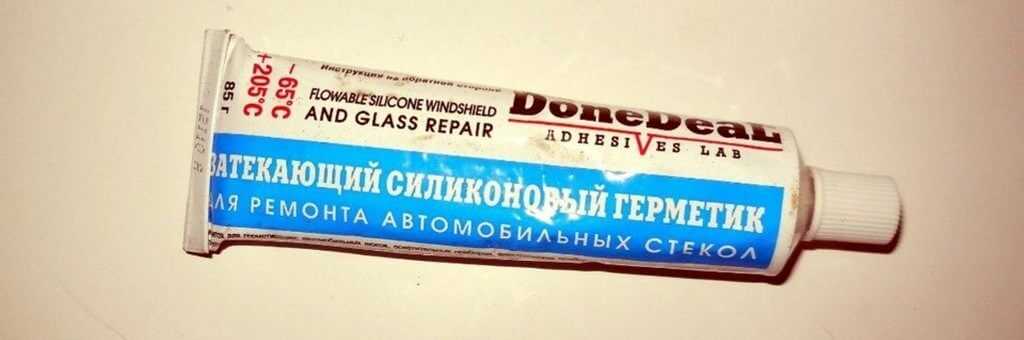 Инструкция на обратной стороне
DoneDeaL
ADHESIVES LAB
FLOWABLE SILICONE WINDSHIELD
AND GLASS REPAIR
-65°C
+205°C
85 г
ЗАТЕКАЮЩИЙ СИЛИКОНОВЫЙ ГЕРМЕТИК
ДЛЯ РЕМОНТА АВТОМОБИЛЬНЫХ СТЕКОЛ